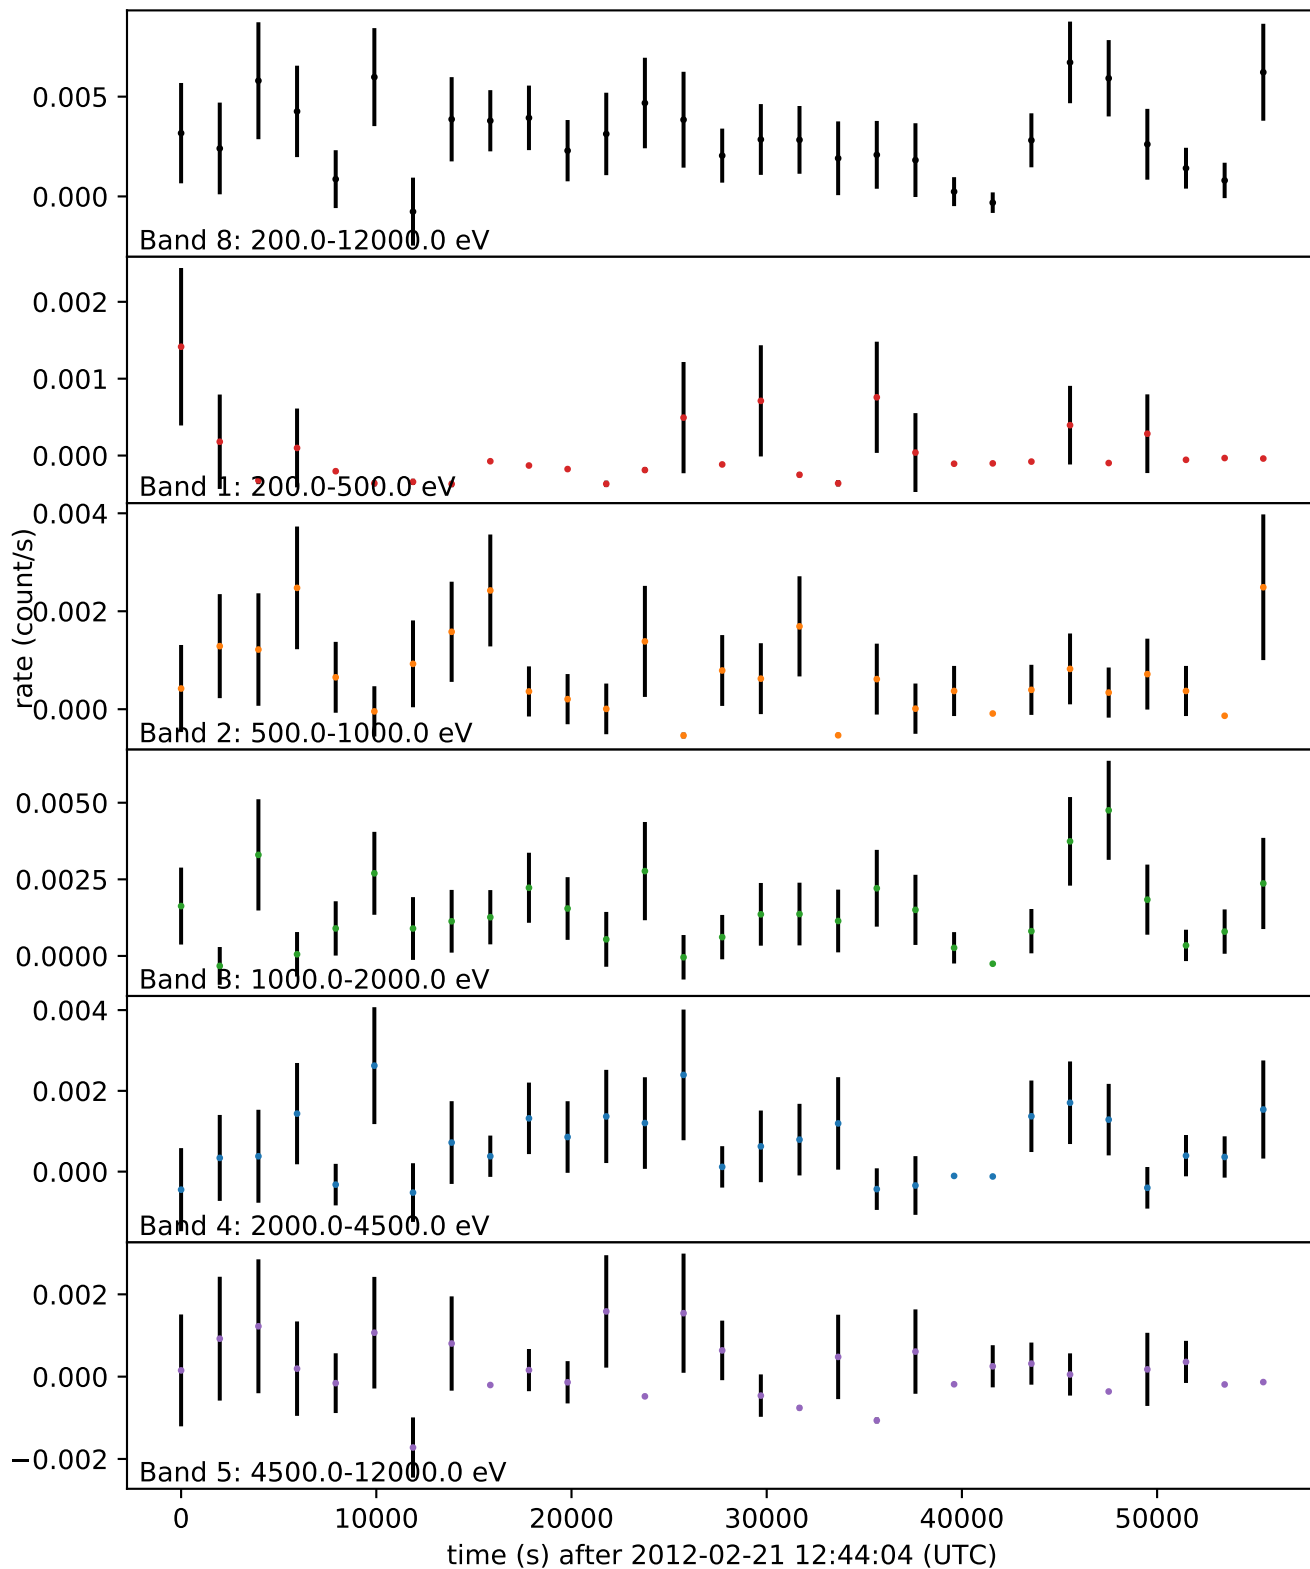 0.005
0.000
Band 8: 200.0-12000.0 eV
0.002
0.001
0.000
Band 1: 200.0-500.0 eV
rate (count/s)
0.004
0.002
0.000
Band 2: 500.0-1000.0 eV
0.0050
0.0025
0.0000
Band 3: 1000.0-2000.0 eV
0.004
0.002
0.000
Band 4: 2000.0-4500.0 eV
0.002
0.000
−0.002
Band 5: 4500.0-12000.0 eV
0 10000 20000 30000 40000 50000
time (s) after 2012-02-21 12:44:04 (UTC)